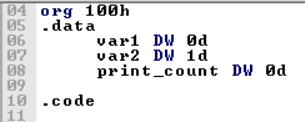 04 org 100h
05 .data
06 var1 DW 0d
07 var2 DW 1d
08 print_count DW 0d
09
10 .code
11